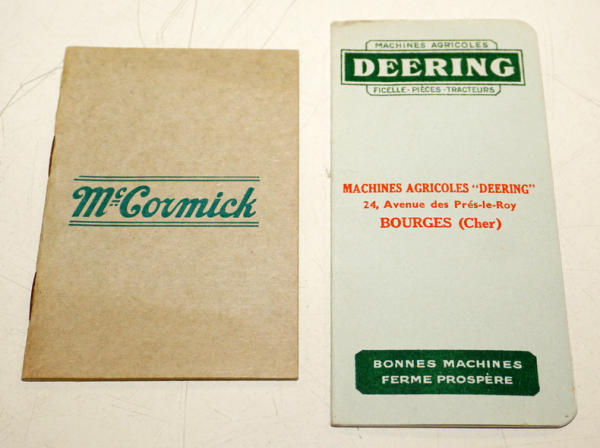 McCormick
MACHINES AGRICOLES
DEERING
FICELLE-PIÈCES-TRACTEURS
MACHINES AGRICOLES "DEERING"
24, Avenue des Prés-le-Roy
BOURGES (Cher)
BONNES MACHINES
FERME PROSPÈRE